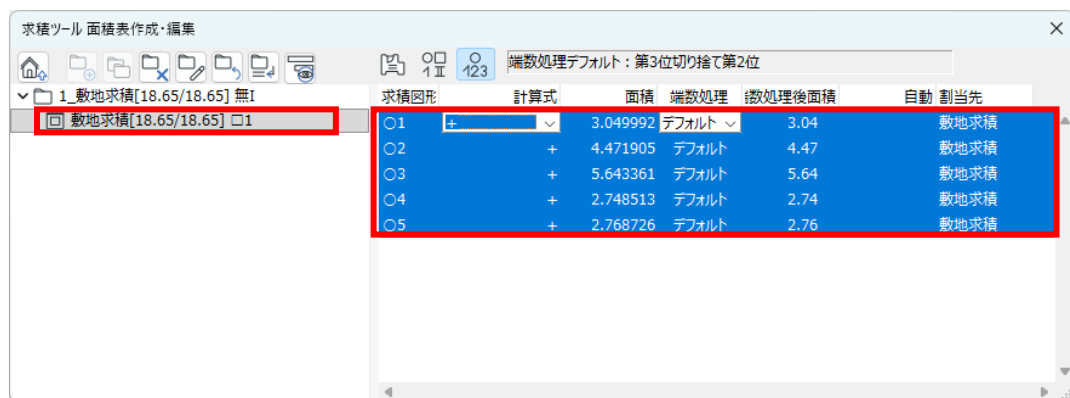 求積ツール 面積表作成・編集
端数処理デフォルト：第3位切り捨て第2位
1_敷地求積[18.65/18.65] 無I
敷地求積[18.65/18.65] □1
求積図形 計算式 面積 端数処理 端数処理後面積 自動 割当先
○1 + 3.049992 デフォルト 3.04 敷地求積
○2 + 4.471905 デフォルト 4.47 敷地求積
○3 + 5.643361 デフォルト 5.64 敷地求積
○4 + 2.748513 デフォルト 2.74 敷地求積
○5 + 2.768726 デフォルト 2.76 敷地求積